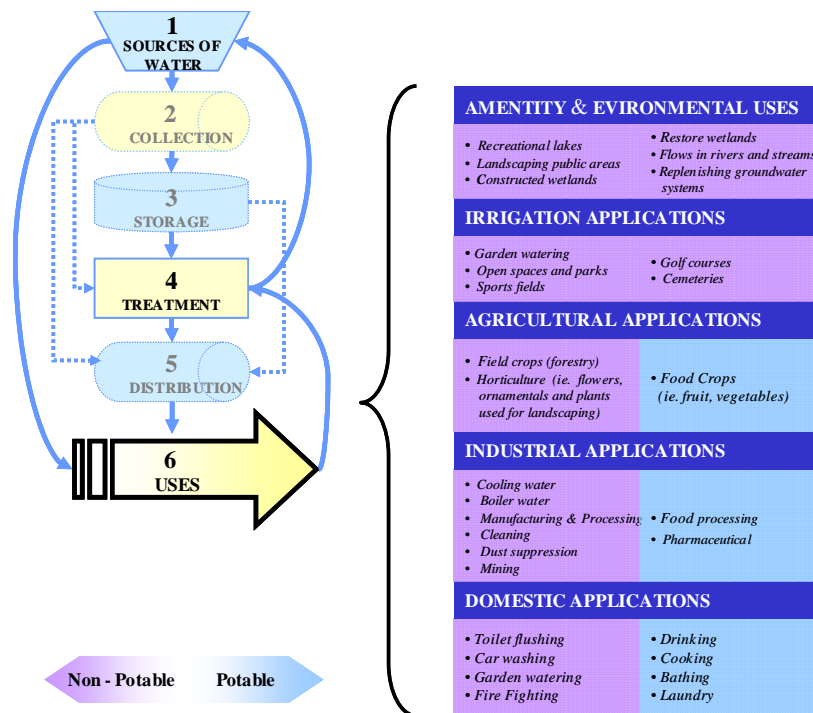 1
SOURCES OF
WATER
2
COLLECTION
3
STORAGE
4
TREATMENT
5
DISTRIBUTION
6
USES
Non - Potable
Potable
AMENTITY & EVIRONMENTAL USES
• Recreational lakes
• Landscaping public areas
• Constructed wetlands
• Restore wetlands
• Flows in rivers and streams
• Replenishing groundwater
systems
IRRIGATION APPLICATIONS
• Garden watering
• Open spaces and parks
• Sports fields
• Golf courses
• Cemeteries
AGRICULTURAL APPLICATIONS
• Field crops (forestry)
• Horticulture (ie. flowers,
ornamentals and plants
used for landscaping)
• Food Crops
(ie. fruit, vegetables)
INDUSTRIAL APPLICATIONS
• Cooling water
• Boiler water
• Manufacturing & Processing
• Cleaning
• Dust suppression
• Mining
• Food processing
• Pharmaceutical
DOMESTIC APPLICATIONS
• Toilet flushing
• Car washing
• Garden watering
• Fire Fighting
• Drinking
• Cooking
• Bathing
• Laundry